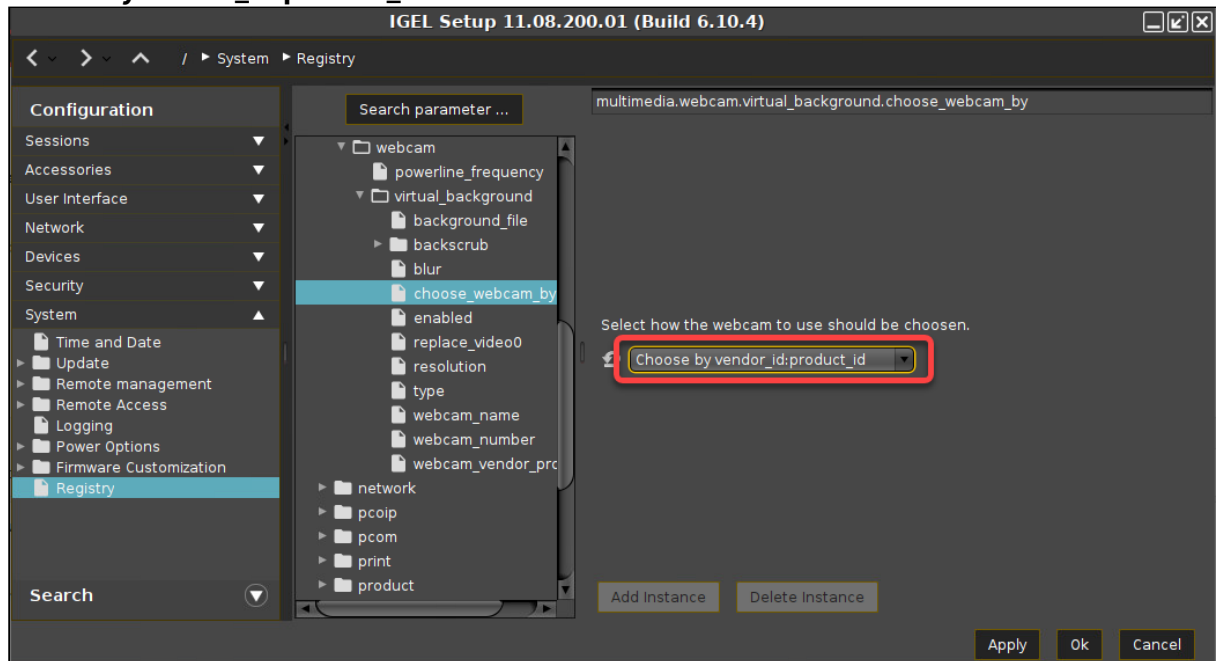 IGEL Setup 11.08.200.01 (Build 6.10.4)
/ ► System ► Registry
Configuration
Sessions
Accessories
User Interface
Network
Devices
Security
System
Time and Date
Update
Remote management
Remote Access
Logging
Power Options
Firmware Customization
Registry
Search
Search parameter ...
webcam
powerline_frequency
virtual_background
background_file
backscrub
blur
choose_webcam_by
enabled
replace_video0
resolution
type
webcam_name
webcam_number
webcam_vendor_pro
network
pcoip
pcom
print
product
multimedia.webcam.virtual_background.choose_webcam_by
Select how the webcam to use should be choosen.
Choose by vendor_id:product_id
Add Instance Delete Instance
Apply Ok Cancel